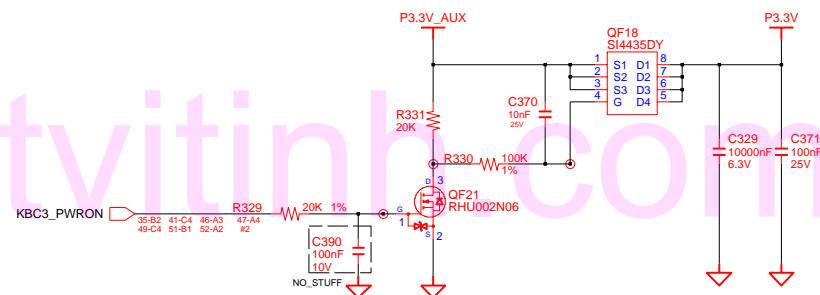 P3.3V_AUX
P3.3V
QF18
SI4435DY
1 S1 D1 8
2 S2 D2 7
3 S3 D3 6
4 G D4 5
C370
10nF
25V
R331
20K
C329
10000nF
6.3V
C371
100nF
25V
R330 100K
1%
D 3
QF21
RHU002N06
KBC3_PWRON
R329 20K 1%
35-B2 41-C4 46-A3 47-A4
49-C4 51-B1 52-A2 #2
G
1
S 2
C390
100nF
10V
NO_STUFF
tvitinh.com